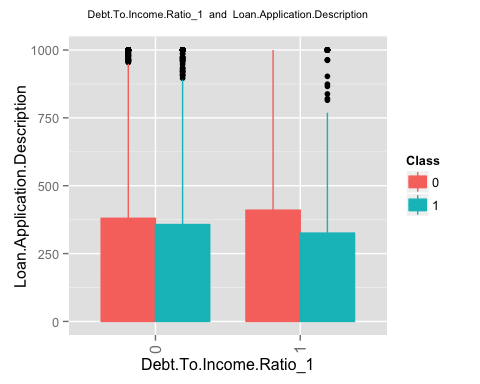 Debt.To.Income.Ratio_1 and Loan.Application.Description
Loan.Application.Description
1000
750
500
250
0
0
1
Debt.To.Income.Ratio_1
Class
0
1